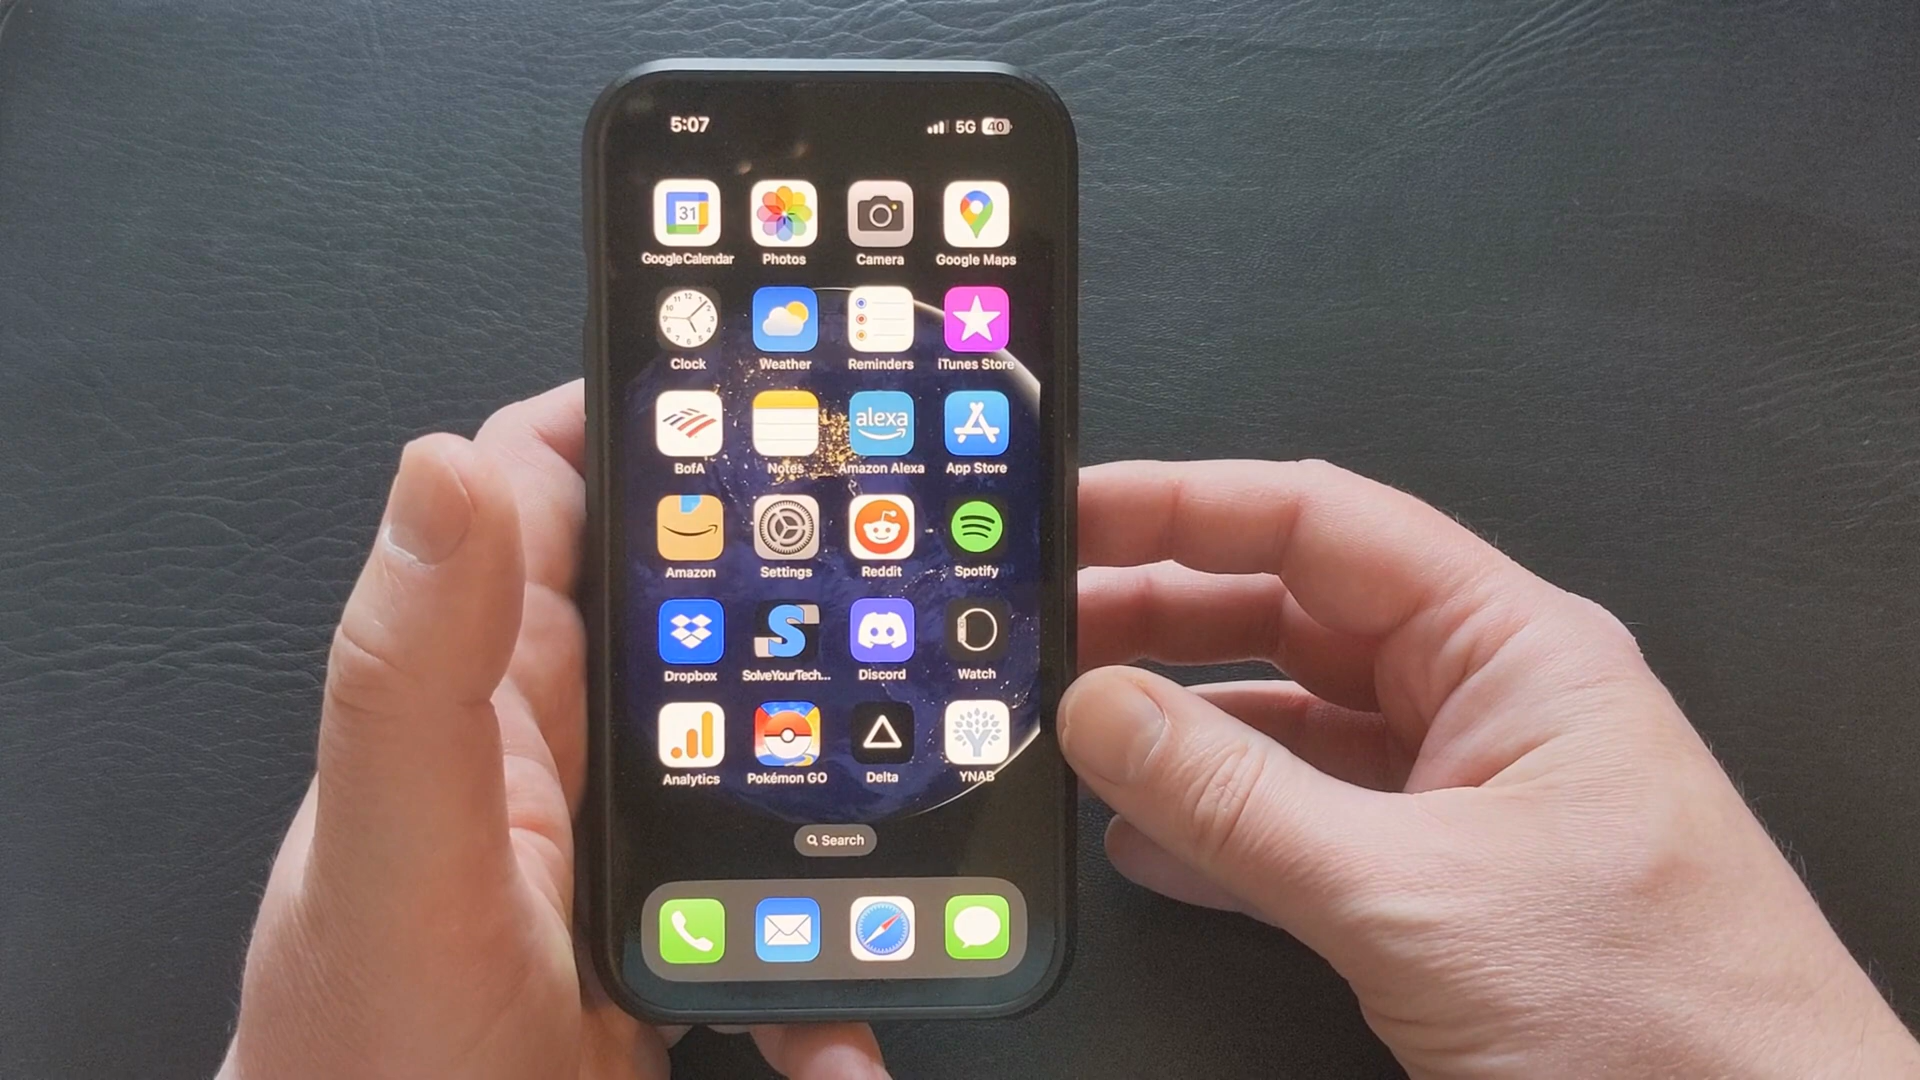 5:07 5G 40
31
Google Calendar Photos Camera Google Maps
Clock Weather Reminders iTunes Store
alexa
BofA Notes Amazon Alexa App Store
Amazon Settings Reddit Spotify
S
Dropbox SolveYourTech... Discord Watch
Analytics Pokémon GO Delta YNAB
Search